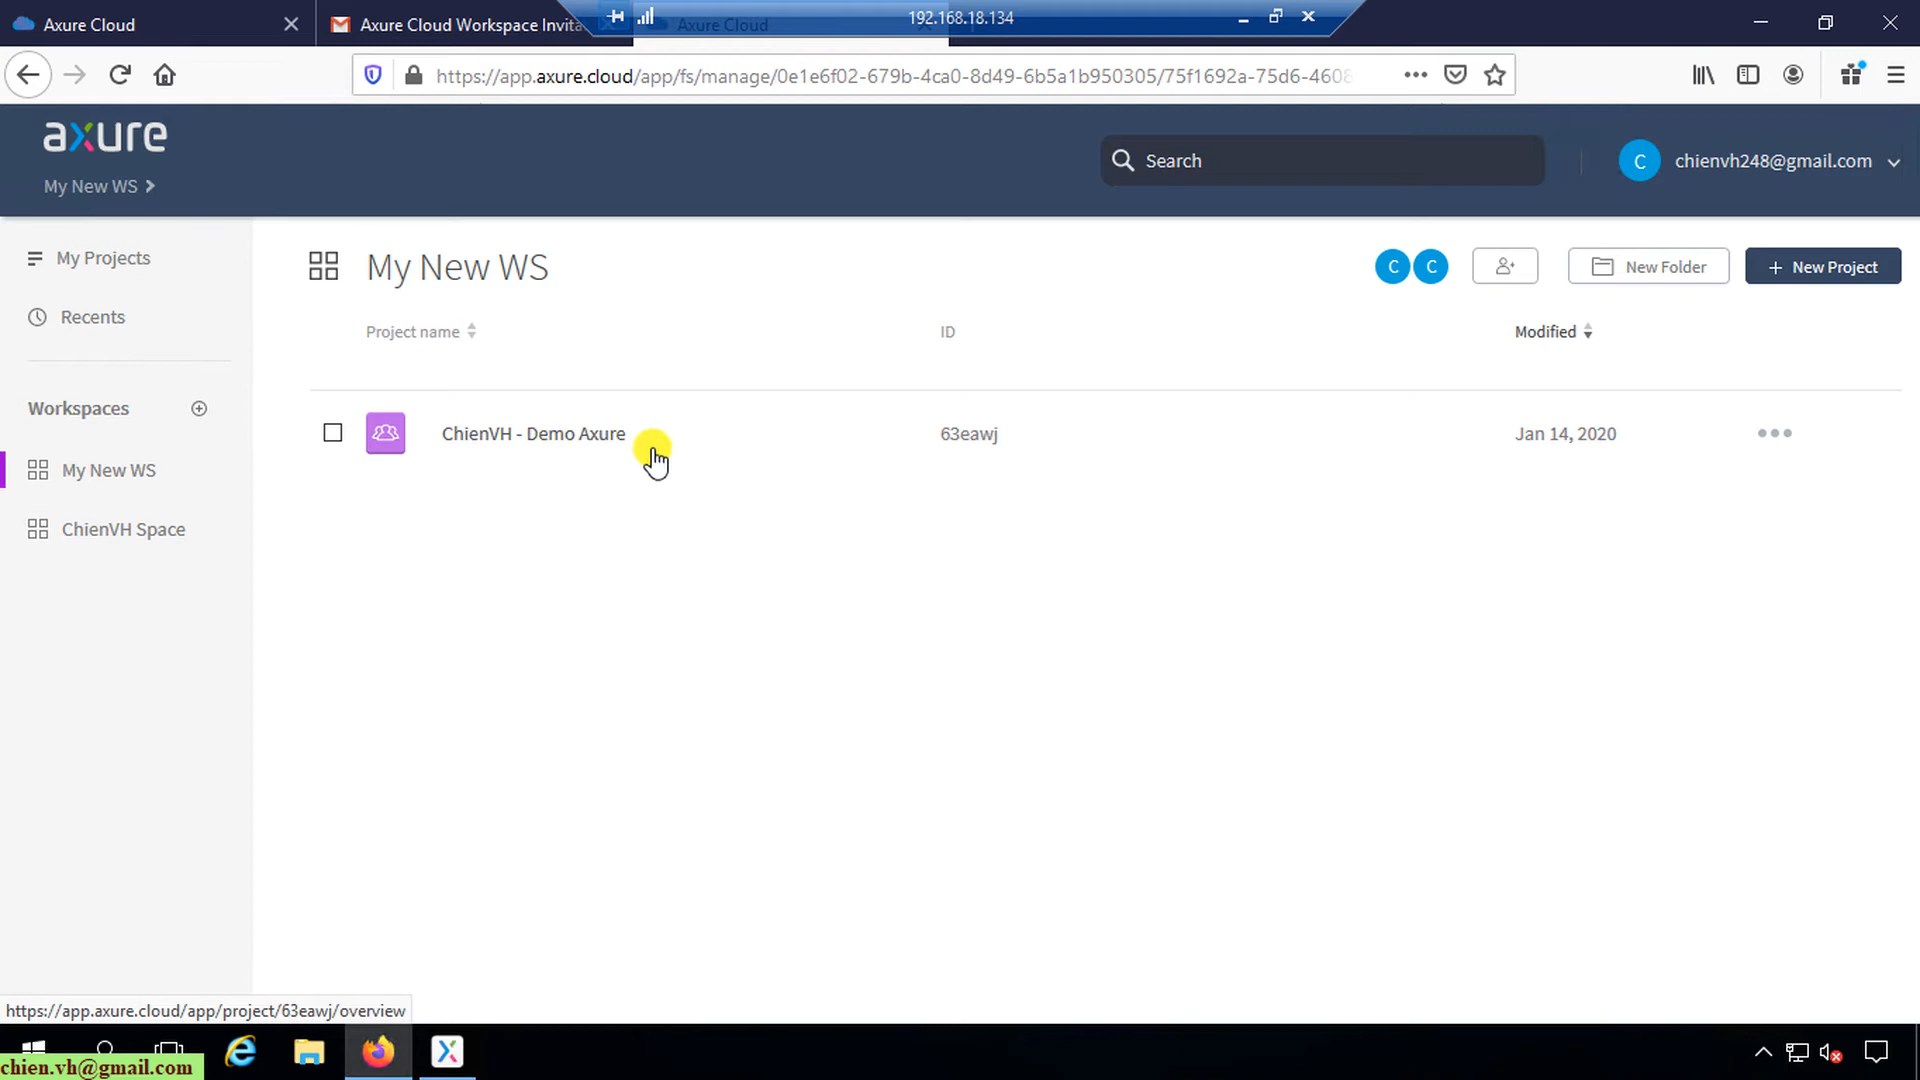 Axure Cloud
Axure Cloud Workspace Invita
Axure Cloud
192.168.18.134
https://app.axure.cloud/app/fs/manage/0e1e6f02-679b-4ca0-8d49-6b5a1b950305/75f1692a-75d6-4608
axure
My New WS
Search
C
chienvh248@gmail.com
My Projects
Recents
Workspaces
My New WS
ChienVH Space
My New WS
C C
New Folder
+ New Project
Project name
ID
Modified
ChienVH - Demo Axure
63eawj
Jan 14, 2020
https://app.axure.cloud/app/project/63eawj/overview
chien.vh@gmail.com